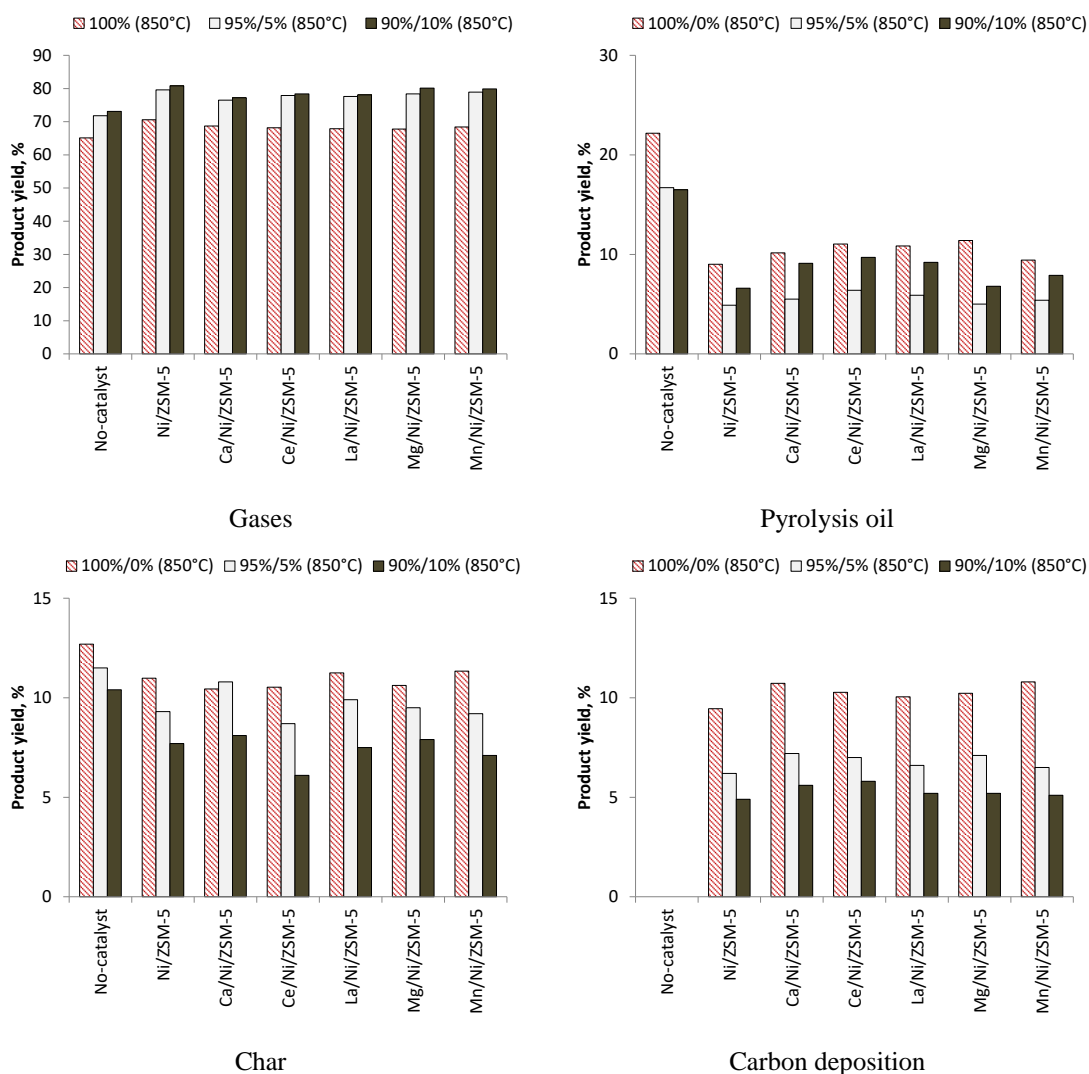 100% (850°C) 95%/5% (850°C) 90%/10% (850°C)
Product yield, %
90
80
70
60
50
40
30
20
10
0
No-catalyst
Ni/ZSM-5
Ca/Ni/ZSM-5
Ce/Ni/ZSM-5
La/Ni/ZSM-5
Mg/Ni/ZSM-5
Mn/Ni/ZSM-5
Gases
100%/0% (850°C) 95%/5% (850°C) 90%/10% (850°C)
Product yield, %
30
20
10
0
No-catalyst
Ni/ZSM-5
Ca/Ni/ZSM-5
Ce/Ni/ZSM-5
La/Ni/ZSM-5
Mg/Ni/ZSM-5
Mn/Ni/ZSM-5
Pyrolysis oil
100%/0% (850°C) 95%/5% (850°C) 90%/10% (850°C)
Product yield, %
15
10
5
0
No-catalyst
Ni/ZSM-5
Ca/Ni/ZSM-5
Ce/Ni/ZSM-5
La/Ni/ZSM-5
Mg/Ni/ZSM-5
Mn/Ni/ZSM-5
Char
100%/0% (850°C) 95%/5% (850°C) 90%/10% (850°C)
Product yield, %
15
10
5
0
No-catalyst
Ni/ZSM-5
Ca/Ni/ZSM-5
Ce/Ni/ZSM-5
La/Ni/ZSM-5
Mg/Ni/ZSM-5
Mn/Ni/ZSM-5
Carbon deposition